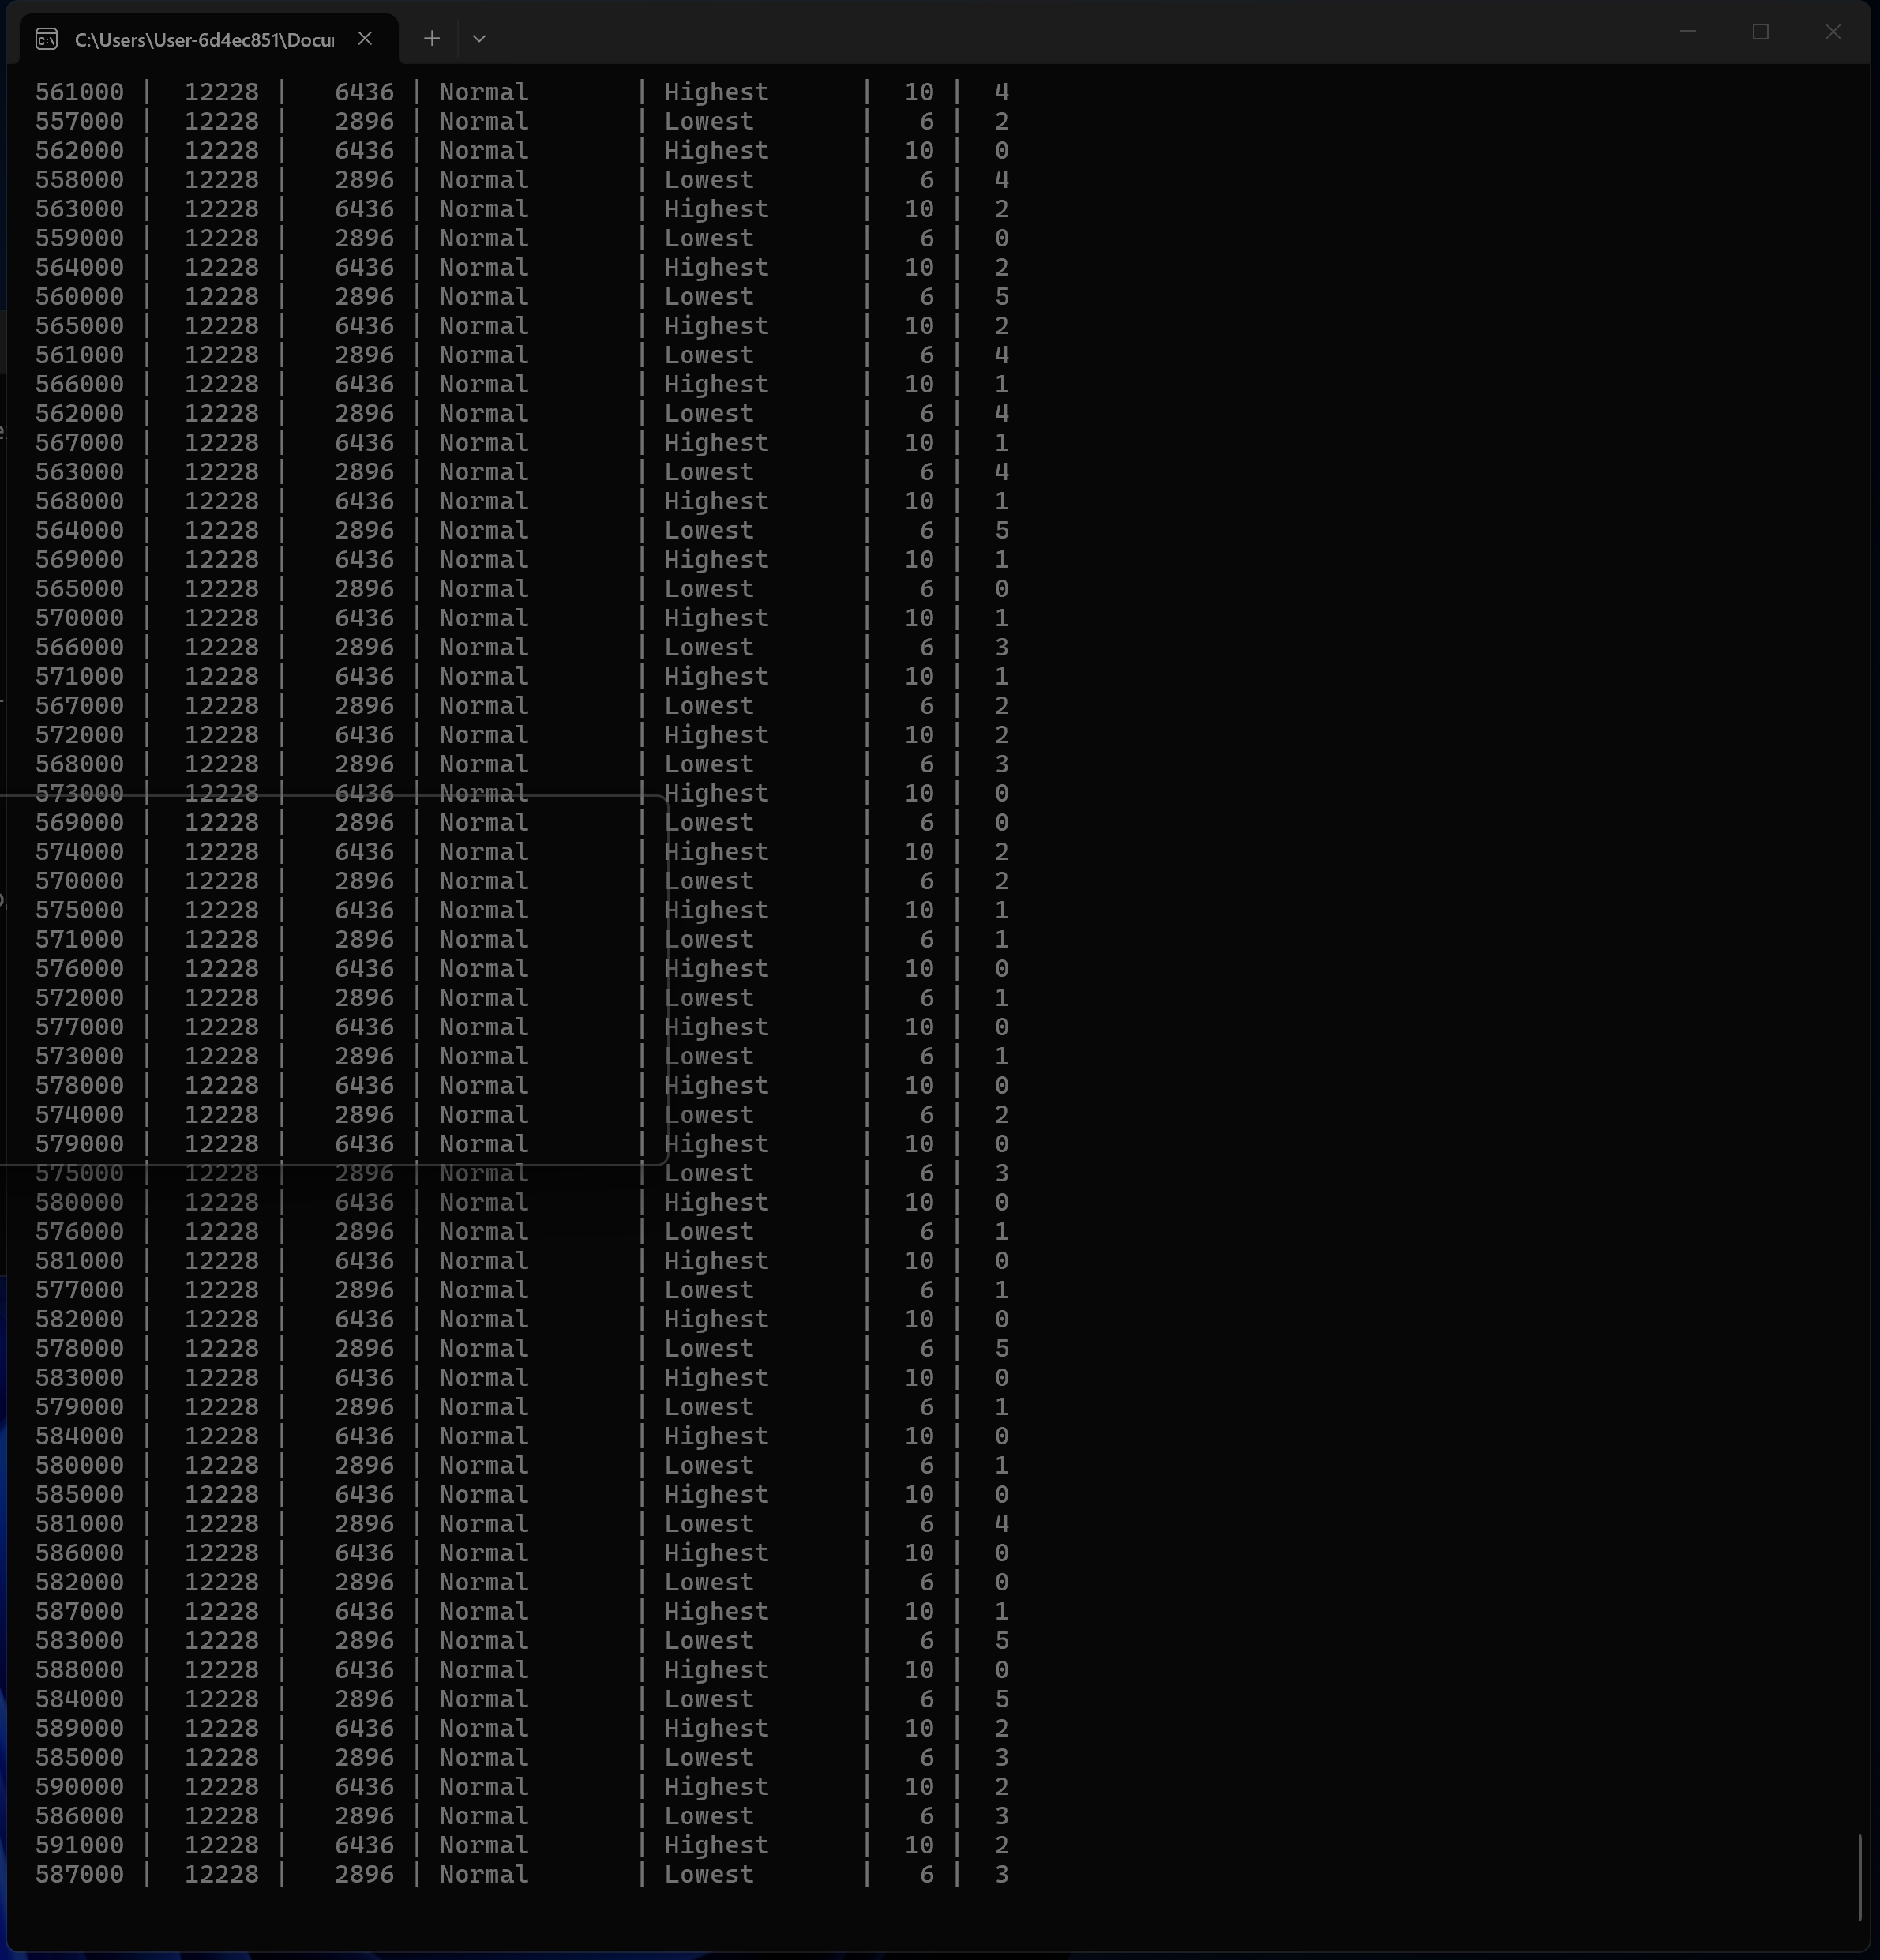 C:\Users\User-6d4ec851\Docu
561000 | 12228 | 6436 | Normal | Highest | 10 | 4
557000 | 12228 | 2896 | Normal | Lowest | 6 | 2
562000 | 12228 | 6436 | Normal | Highest | 10 | 0
558000 | 12228 | 2896 | Normal | Lowest | 6 | 4
563000 | 12228 | 6436 | Normal | Highest | 10 | 2
559000 | 12228 | 2896 | Normal | Lowest | 6 | 0
564000 | 12228 | 6436 | Normal | Highest | 10 | 2
560000 | 12228 | 2896 | Normal | Lowest | 6 | 5
565000 | 12228 | 6436 | Normal | Highest | 10 | 2
561000 | 12228 | 2896 | Normal | Lowest | 6 | 4
566000 | 12228 | 6436 | Normal | Highest | 10 | 1
562000 | 12228 | 2896 | Normal | Lowest | 6 | 4
567000 | 12228 | 6436 | Normal | Highest | 10 | 1
563000 | 12228 | 2896 | Normal | Lowest | 6 | 4
568000 | 12228 | 6436 | Normal | Highest | 10 | 1
564000 | 12228 | 2896 | Normal | Lowest | 6 | 5
569000 | 12228 | 6436 | Normal | Highest | 10 | 1
565000 | 12228 | 2896 | Normal | Lowest | 6 | 0
570000 | 12228 | 6436 | Normal | Highest | 10 | 1
566000 | 12228 | 2896 | Normal | Lowest | 6 | 3
571000 | 12228 | 6436 | Normal | Highest | 10 | 1
567000 | 12228 | 2896 | Normal | Lowest | 6 | 2
572000 | 12228 | 6436 | Normal | Highest | 10 | 2
568000 | 12228 | 2896 | Normal | Lowest | 6 | 3
573000 | 12228 | 6436 | Normal | Highest | 10 | 0
569000 | 12228 | 2896 | Normal | Lowest | 6 | 0
574000 | 12228 | 6436 | Normal | Highest | 10 | 2
570000 | 12228 | 2896 | Normal | Lowest | 6 | 2
575000 | 12228 | 6436 | Normal | Highest | 10 | 1
571000 | 12228 | 2896 | Normal | Lowest | 6 | 1
576000 | 12228 | 6436 | Normal | Highest | 10 | 0
572000 | 12228 | 2896 | Normal | Lowest | 6 | 1
577000 | 12228 | 6436 | Normal | Highest | 10 | 0
573000 | 12228 | 2896 | Normal | Lowest | 6 | 1
578000 | 12228 | 6436 | Normal | Highest | 10 | 0
574000 | 12228 | 2896 | Normal | Lowest | 6 | 2
579000 | 12228 | 6436 | Normal | Highest | 10 | 0
575000 | 12228 | 2896 | Normal | Lowest | 6 | 3
580000 | 12228 | 6436 | Normal | Highest | 10 | 0
576000 | 12228 | 2896 | Normal | Lowest | 6 | 1
581000 | 12228 | 6436 | Normal | Highest | 10 | 0
577000 | 12228 | 2896 | Normal | Lowest | 6 | 1
582000 | 12228 | 6436 | Normal | Highest | 10 | 0
578000 | 12228 | 2896 | Normal | Lowest | 6 | 5
583000 | 12228 | 6436 | Normal | Highest | 10 | 0
579000 | 12228 | 2896 | Normal | Lowest | 6 | 1
584000 | 12228 | 6436 | Normal | Highest | 10 | 0
580000 | 12228 | 2896 | Normal | Lowest | 6 | 1
585000 | 12228 | 6436 | Normal | Highest | 10 | 0
581000 | 12228 | 2896 | Normal | Lowest | 6 | 4
586000 | 12228 | 6436 | Normal | Highest | 10 | 0
582000 | 12228 | 2896 | Normal | Lowest | 6 | 0
587000 | 12228 | 6436 | Normal | Highest | 10 | 1
583000 | 12228 | 2896 | Normal | Lowest | 6 | 5
588000 | 12228 | 6436 | Normal | Highest | 10 | 0
584000 | 12228 | 2896 | Normal | Lowest | 6 | 5
589000 | 12228 | 6436 | Normal | Highest | 10 | 2
585000 | 12228 | 2896 | Normal | Lowest | 6 | 3
590000 | 12228 | 6436 | Normal | Highest | 10 | 2
586000 | 12228 | 2896 | Normal | Lowest | 6 | 3
591000 | 12228 | 6436 | Normal | Highest | 10 | 2
587000 | 12228 | 2896 | Normal | Lowest | 6 | 3